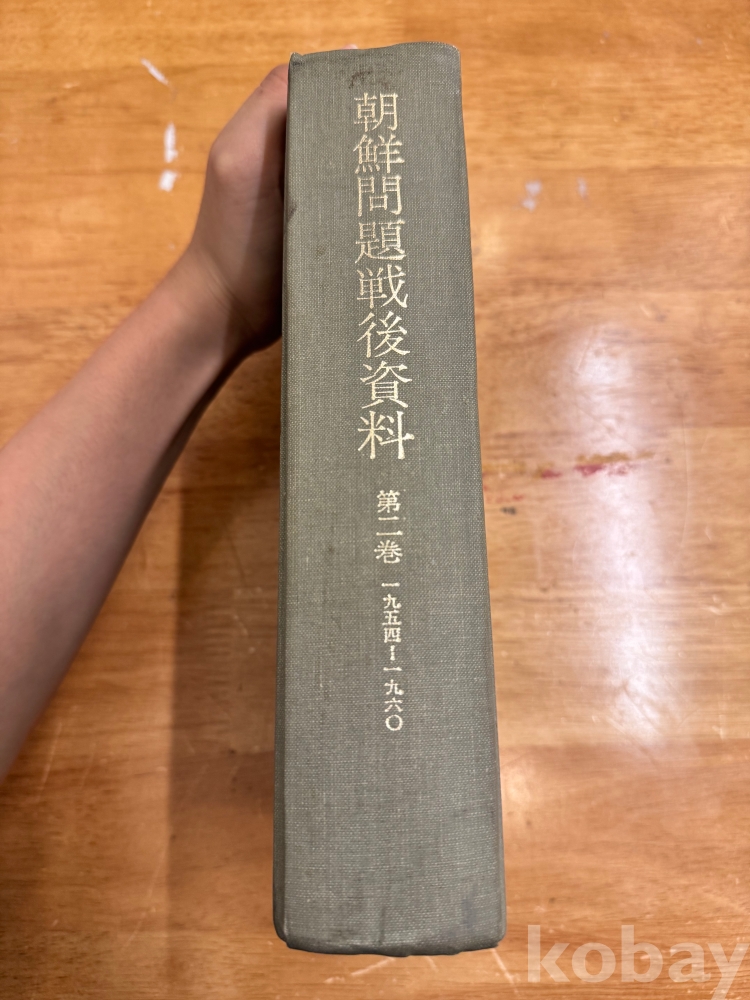 朝鮮問題戦後資料
第二巻
一九五四ー一九六〇
kobay